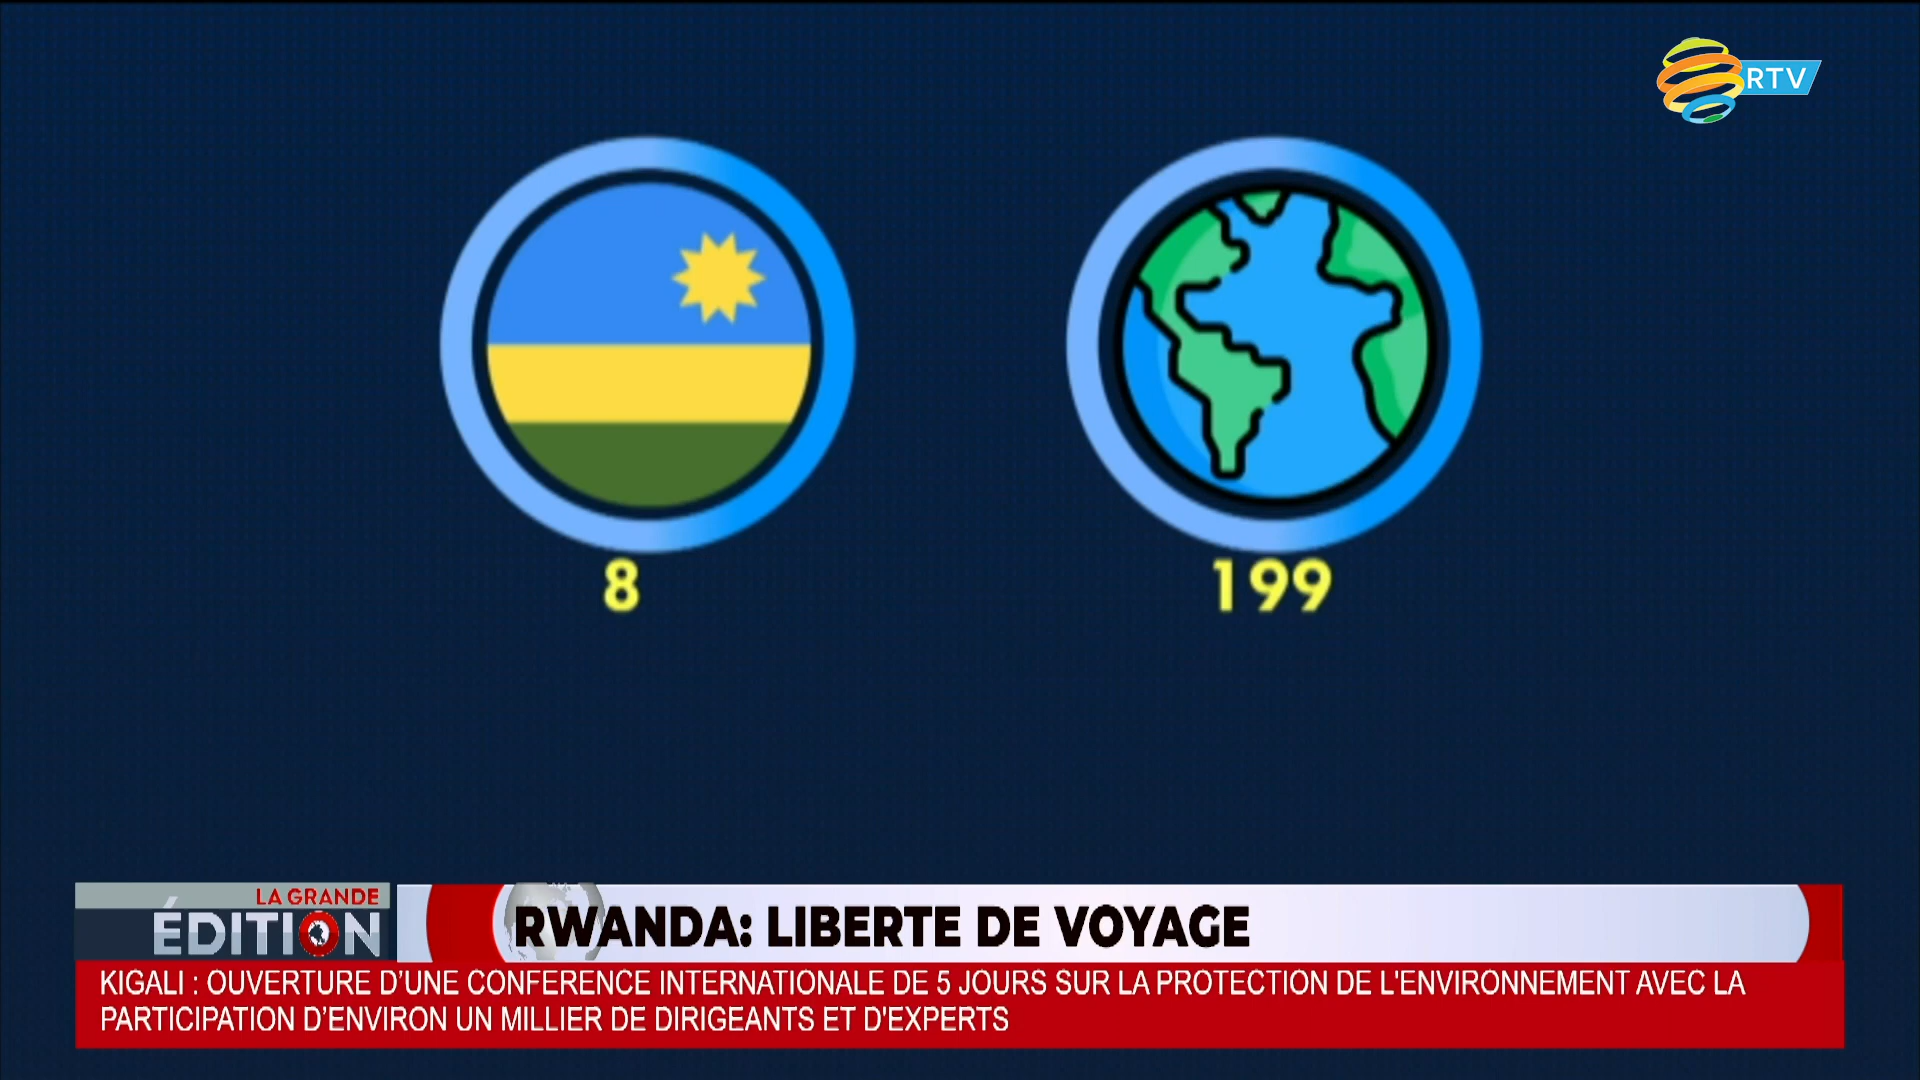 RTV
8
199
LA GRANDE
ÉDITION
RWANDA: LIBERTE DE VOYAGE
KIGALI : OUVERTURE D’UNE CONFERENCE INTERNATIONALE DE 5 JOURS SUR LA PROTECTION DE L'ENVIRONNEMENT AVEC LA
PARTICIPATION D’ENVIRON UN MILLIER DE DIRIGEANTS ET D'EXPERTS